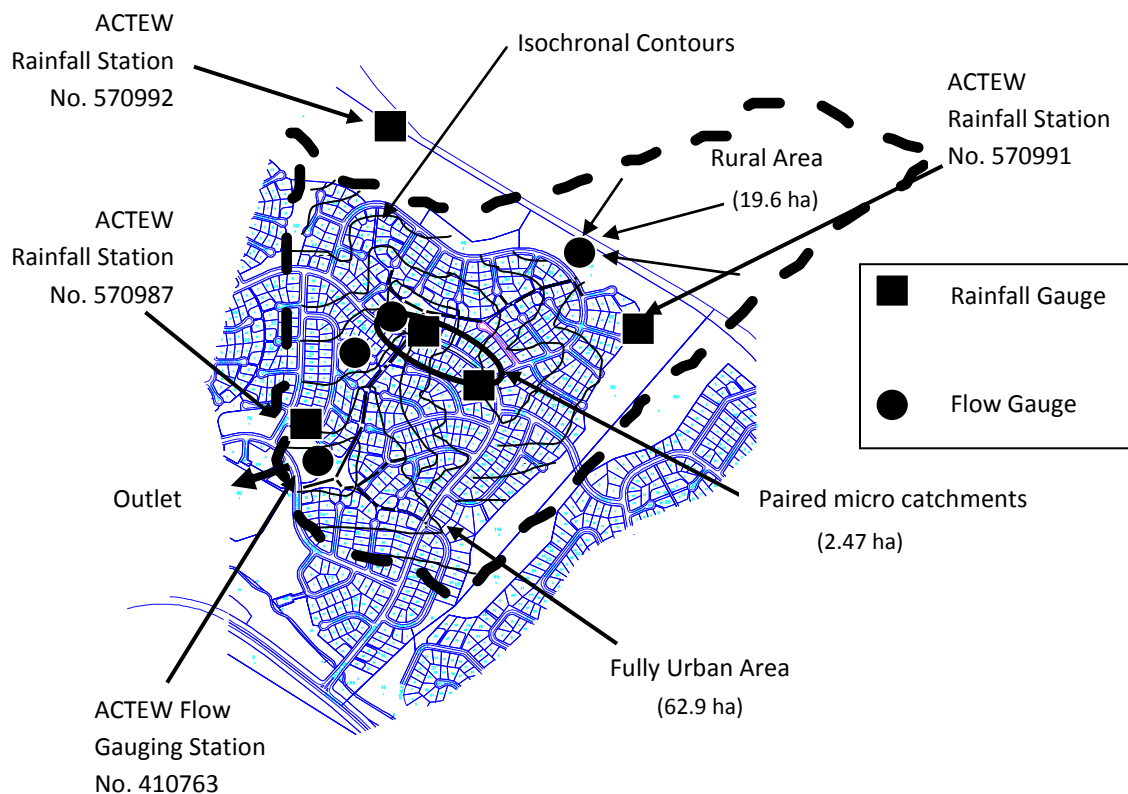 ACTEW
Rainfall Station
No. 570992
Isochronal Contours
ACTEW
Rainfall Station
No. 570991
Rural Area
(19.6 ha)
ACTEW
Rainfall Station
No. 570987
Rainfall Gauge
Flow Gauge
Outlet
Paired micro catchments
(2.47 ha)
Fully Urban Area
(62.9 ha)
ACTEW Flow
Gauging Station
No. 410763